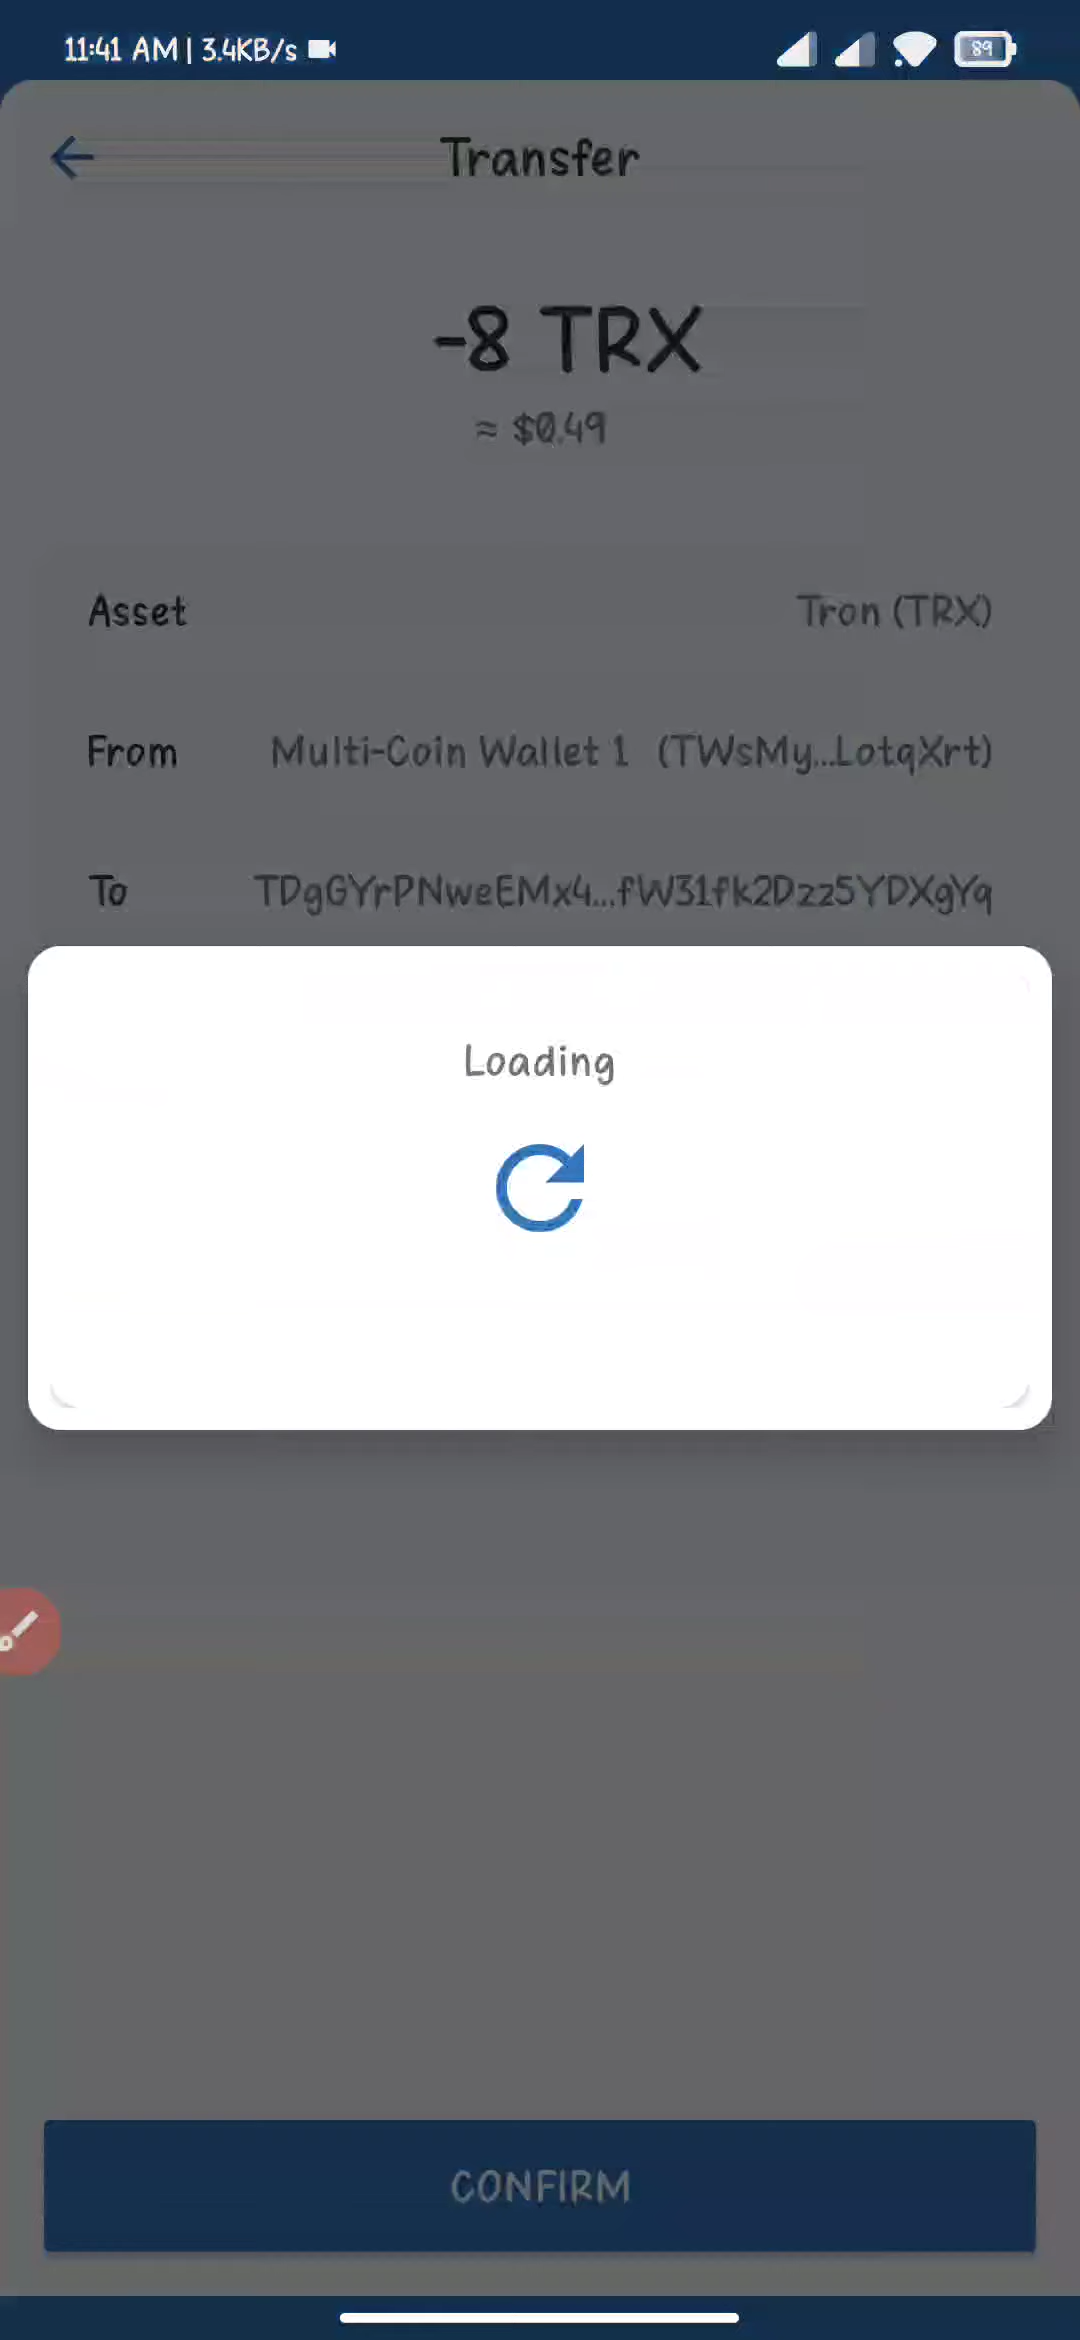 11:41 AM | 3.4KB/s
89
Transfer
-8 TRX
≈ $0.49
Asset
Tron (TRX)
From
Multi-Coin Wallet 1 (TWsMy...LotqXrt)
To
TDgGYrPNweEMx4...fW31fk2Dzz5YDXgYq
Loading
CONFIRM